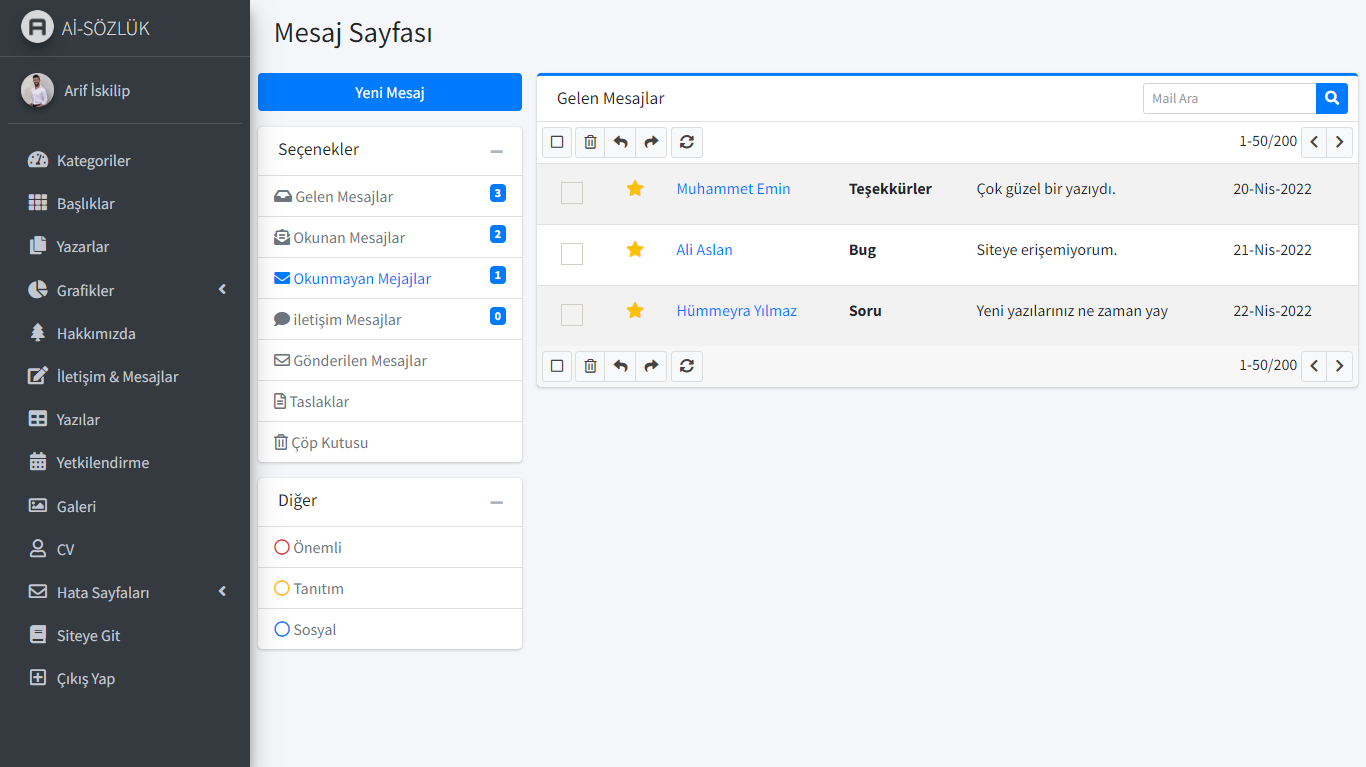 Aİ-SÖZLÜK
Arif İskilip
Kategoriler
Başlıklar
Yazarlar
Grafikler
Hakkımızda
İletişim & Mesajlar
Yazılar
Yetkilendirme
Galeri
CV
Hata Sayfaları
Siteye Git
Çıkış Yap
Mesaj Sayfası
Yeni Mesaj
Seçenekler
Gelen Mesajlar 3
Okunan Mesajlar 2
Okunmayan Mejajlar 1
iletişim Mesajlar 0
Gönderilen Mesajlar
Taslaklar
Çöp Kutusu
Diğer
Önemli
Tanıtım
Sosyal
Gelen Mesajlar Mail Ara
1-50/200
Muhammet Emin Teşekkürler Çok güzel bir yazıydı. 20-Nis-2022
Ali Aslan Bug Siteye erişemiyorum. 21-Nis-2022
Hümmeyra Yılmaz Soru Yeni yazılarınız ne zaman yay 22-Nis-2022
1-50/200